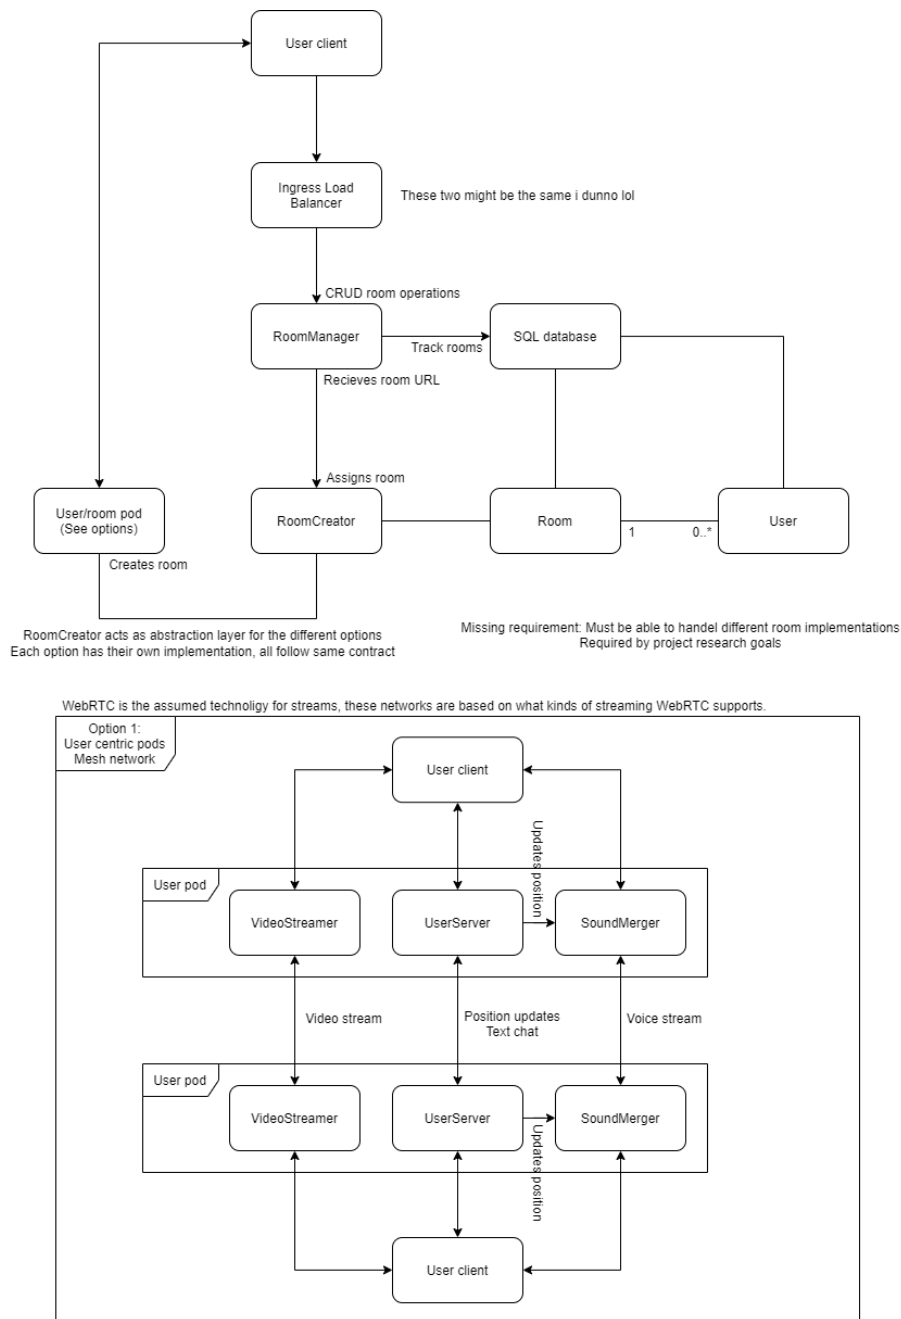 User client
Ingress Load
Balancer
These two might be the same i dunno lol
CRUD room operations
RoomManager
SQL database
Track rooms
Recieves room URL
Assigns room
User/room pod
(See options)
RoomCreator
Room
User
1
0..*
Creates room
RoomCreator acts as abstraction layer for the different options
Each option has their own implementation, all follow same contract
Missing requirement: Must be able to handel different room implementations
Required by project research goals
WebRTC is the assumed technoligy for streams, these networks are based on what kinds of streaming WebRTC supports.
Option 1:
User centric pods
Mesh network
User client
Updates position
User pod
VideoStreamer
UserServer
SoundMerger
Video stream
Position updates
Text chat
Voice stream
User pod
VideoStreamer
UserServer
SoundMerger
Updates position
User client